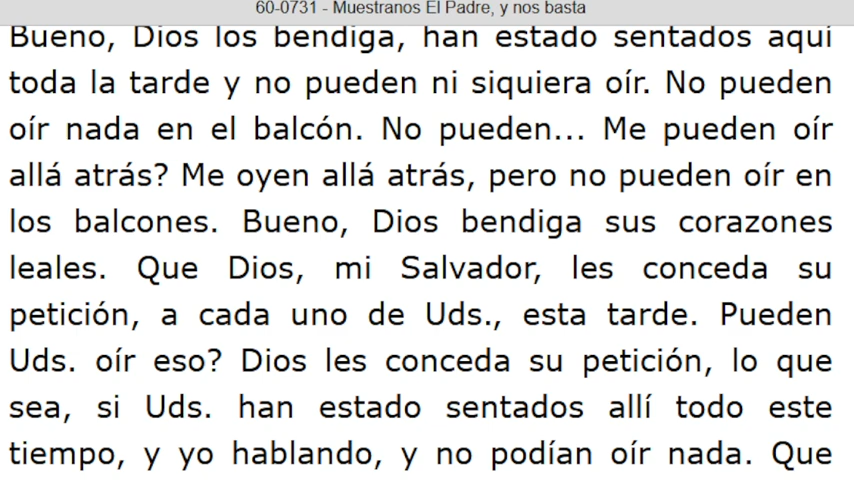 60-0731 - Muestranos El Padre, y nos basta
Bueno, Dios los bendiga, han estado sentados aquí
toda la tarde y no pueden ni siquiera oír. No pueden
oír nada en el balcón. No pueden... Me pueden oír
allá atrás? Me oyen allá atrás, pero no pueden oír en
los balcones. Bueno, Dios bendiga sus corazones
leales. Que Dios, mi Salvador, les conceda su
petición, a cada uno de Uds., esta tarde. Pueden
Uds. oír eso? Dios les conceda su petición, lo que
sea, si Uds. han estado sentados allí todo este
tiempo, y yo hablando, y no podían oír nada. Que